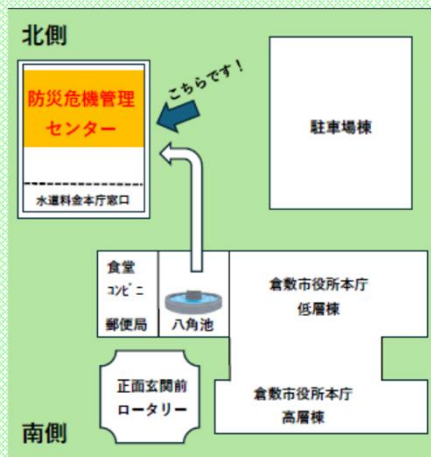 北側
防災危機管理
センター
こちらです！
駐車場棟
水道料金本庁窓口
食堂
コンビニ
郵便局
八角池
倉敷市役所本庁
低層棟
正面玄関前
ロータリー
倉敷市役所本庁
高層棟
南側